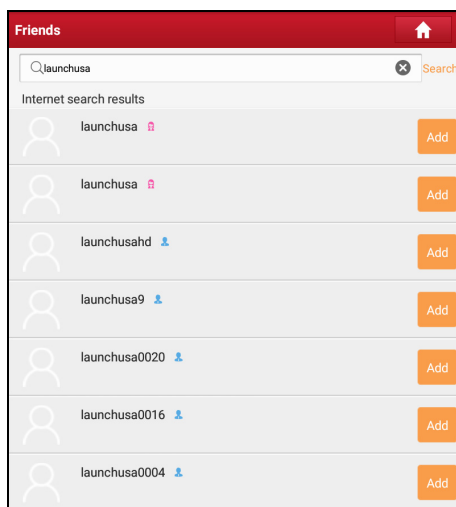 Friends
launchusa
Search
Internet search results
launchusa
Add
launchusa
Add
launchusahd
Add
launchusa9
Add
launchusa0020
Add
launchusa0016
Add
launchusa0004
Add